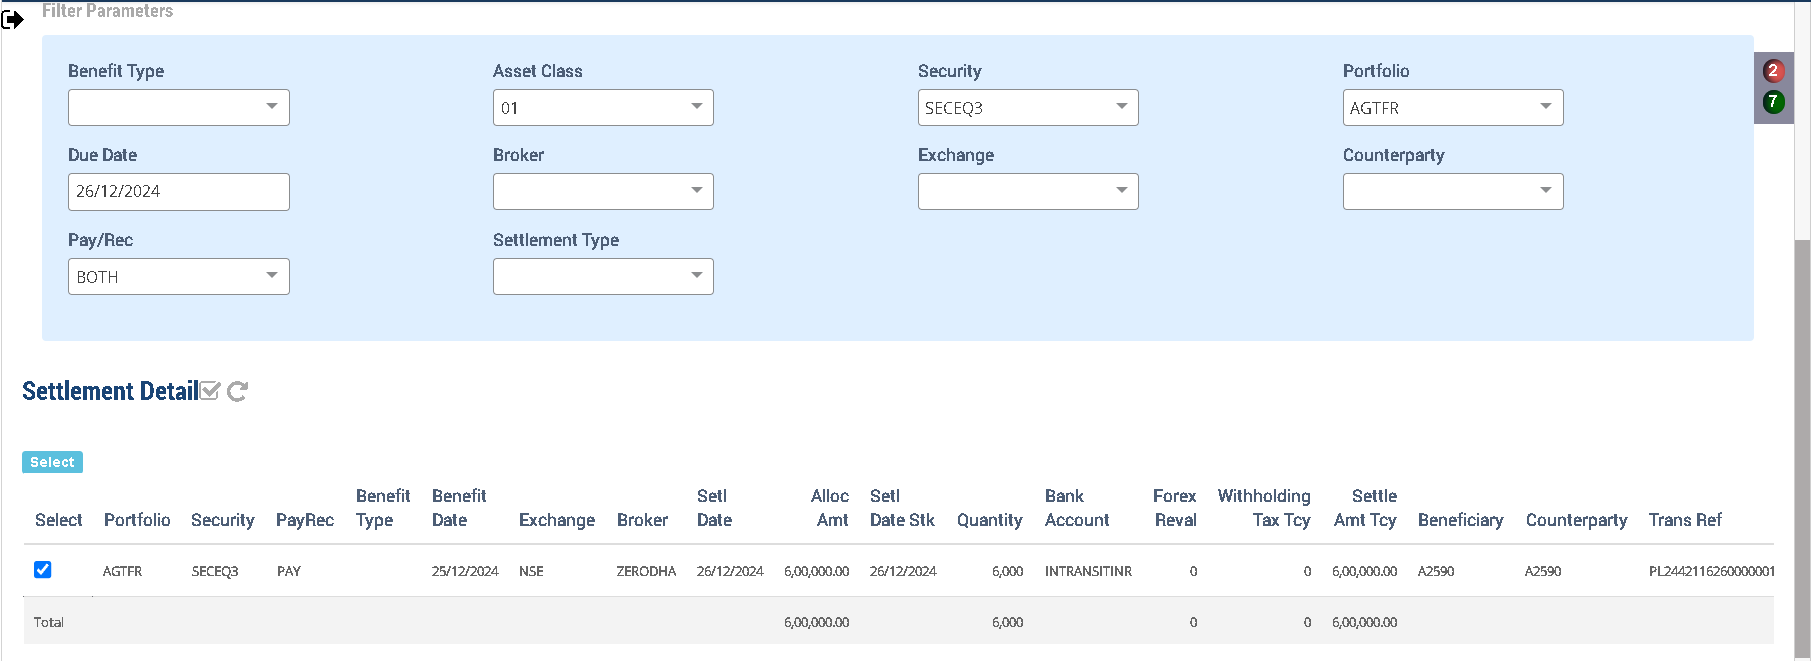 Filter Parameters
Benefit Type Asset Class Security Portfolio
01 SECEQ3 AGTFR
2
7
Due Date Broker Exchange Counterparty
26/12/2024
Pay/Rec Settlement Type
BOTH
Settlement Detail
Select
Select Portfolio Security PayRec Benefit Type Benefit Date Exchange Broker Setl Date Alloc Amt Setl Date Stk Quantity Bank Account Forex Reval Withholding Tax Tcy Settle Amt Tcy Beneficiary Counterparty Trans Ref
AGTFR SECEQ3 PAY 25/12/2024 NSE ZERODHA 26/12/2024 6,00,000.00 26/12/2024 6,000 INTRANSITINR 0 0 6,00,000.00 A2590 A2590 PL2442116260000001
Total 6,00,000.00 6,000 0 0 6,00,000.00